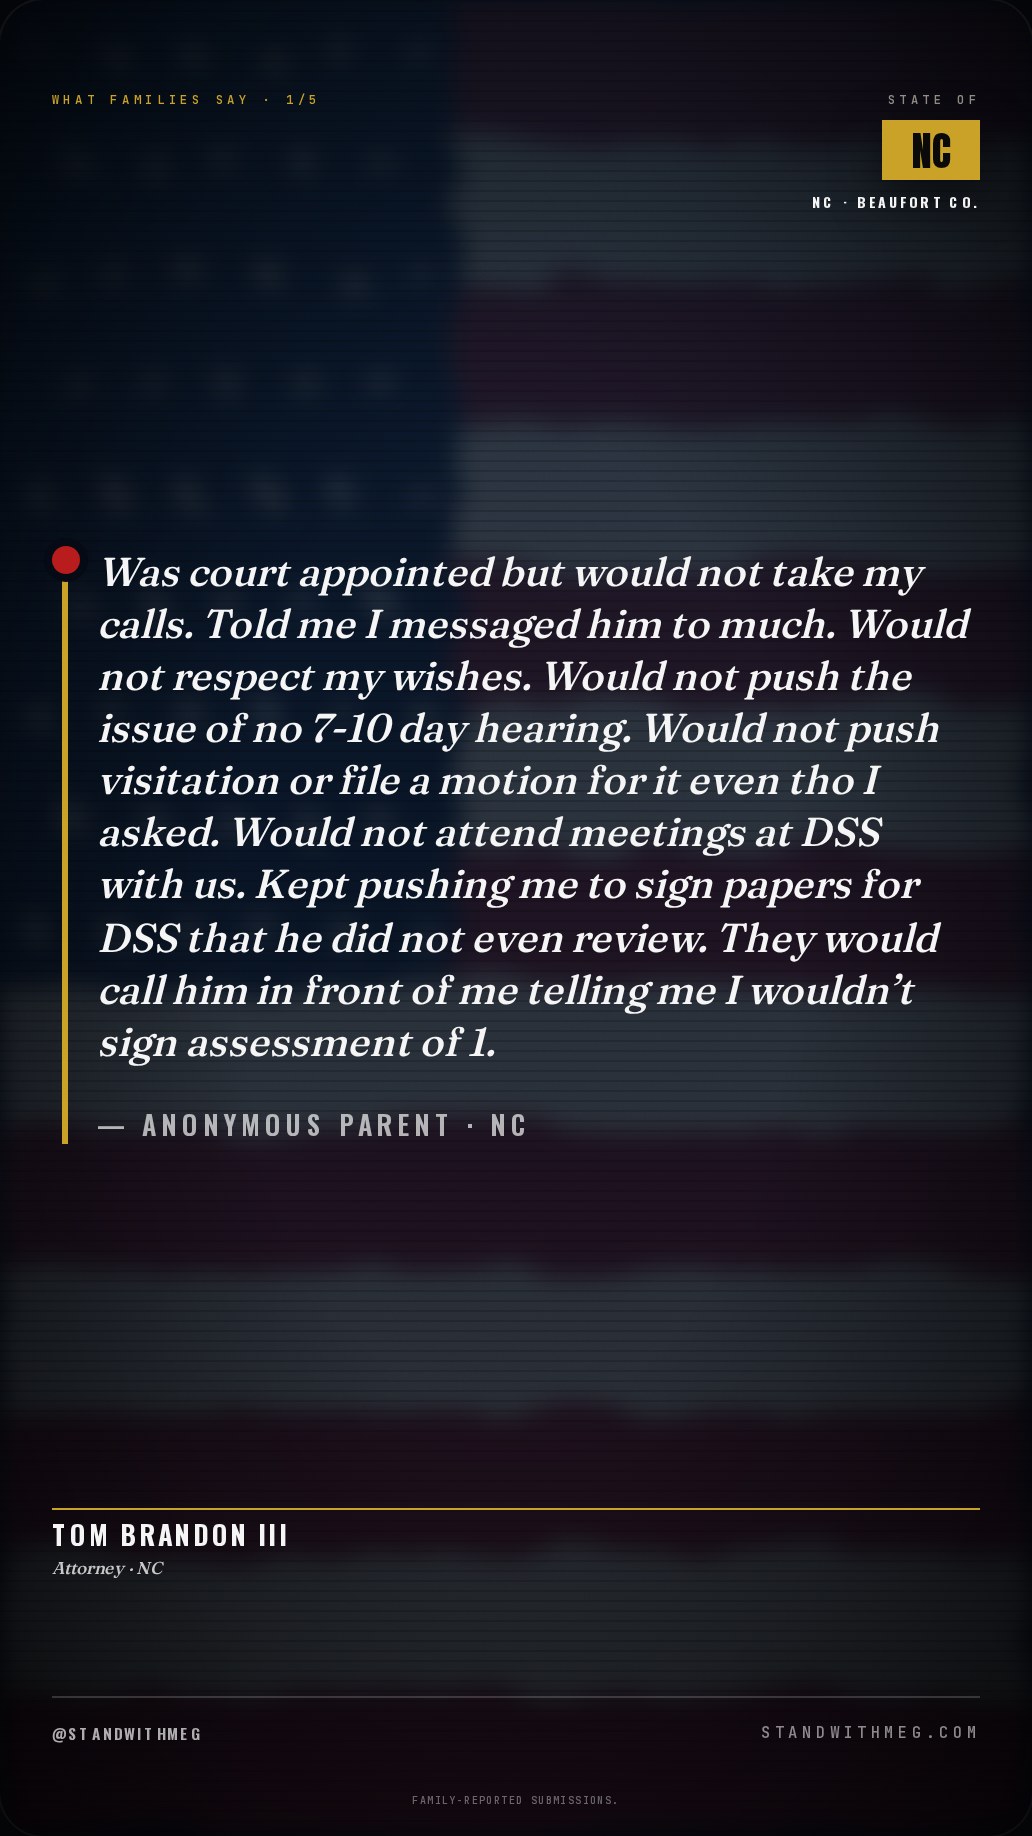 WHAT FAMILIES SAY · 1/5
STATE OF
NC
NC · BEAUFORT CO.
Was court appointed but would not take my
calls. Told me I messaged him to much. Would
not respect my wishes. Would not push the
issue of no 7-10 day hearing. Would not push
visitation or file a motion for it even tho I
asked. Would not attend meetings at DSS
with us. Kept pushing me to sign papers for
DSS that he did not even review. They would
call him in front of me telling me I wouldn’t
sign assessment of 1.
— ANONYMOUS PARENT · NC
TOM BRANDON III
Attorney · NC
@STANDWITHMEG
STANDWITHMEG.COM
FAMILY-REPORTED SUBMISSIONS.